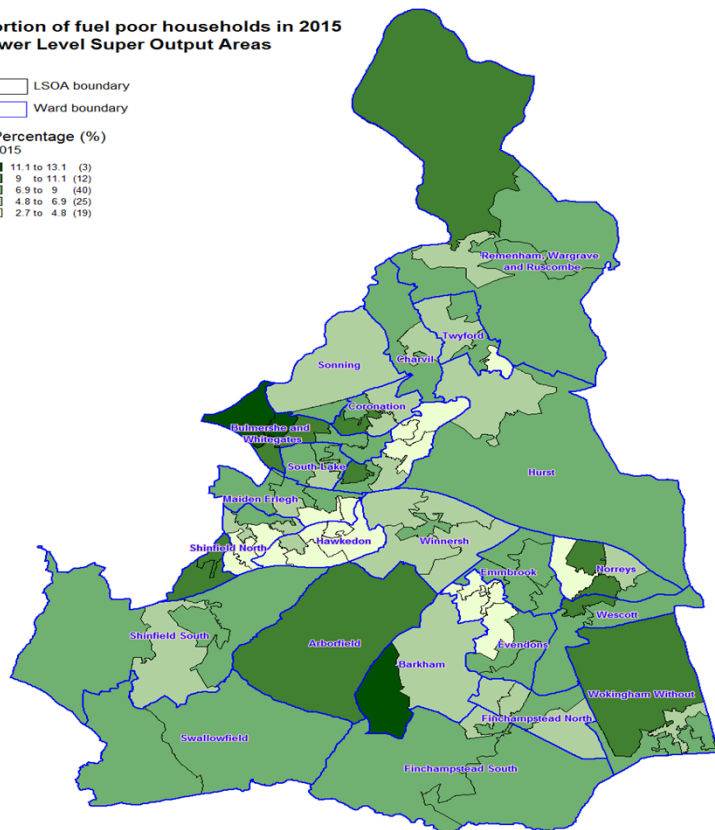 ortion of fuel poor households in 2015
wer Level Super Output Areas
LSOA boundary
Ward boundary
Percentage (%)
015
11.1 to 13.1 (3)
9 to 11.1 (12)
6.9 to 9 (40)
4.8 to 6.9 (25)
2.7 to 4.8 (19)
Remenham, Wargrave
and Ruscombe
Twyford
Charvil
Sonning
Coronation
Bulmershe and
Whitegates
South Lake
Hurst
Maiden Erlegh
Shinfield North
Hawkedon
Winnersh
Emmbrook
Norreys
Wescott
Shinfield South
Arborfield
Evendons
Barkham
Wokingham Without
Finchampstead North
Swallowfield
Finchampstead South